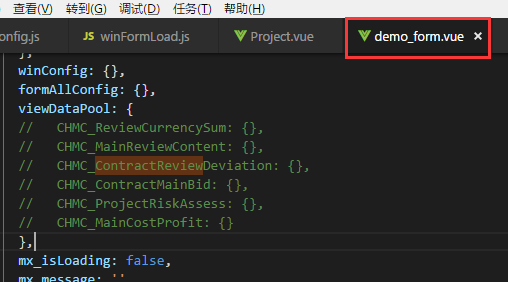 查看(V) 转到(G) 调试(D) 任务(T) 帮助(H)
onfig.js JS winFormLoad.js Project.vue demo_form.vue ×
},
winConfig: {},
formAllConfig: {},
viewDataPool: {
// CHMC_ReviewCurrencySum: {},
// CHMC_MainReviewContent: {},
// CHMC_ContractReviewDeviation: {},
// CHMC_ContractMainBid: {},
// CHMC_ProjectRiskAssess: {},
// CHMC_MainCostProfit: {}
},
mx_isLoading: false,
mx_message: ''